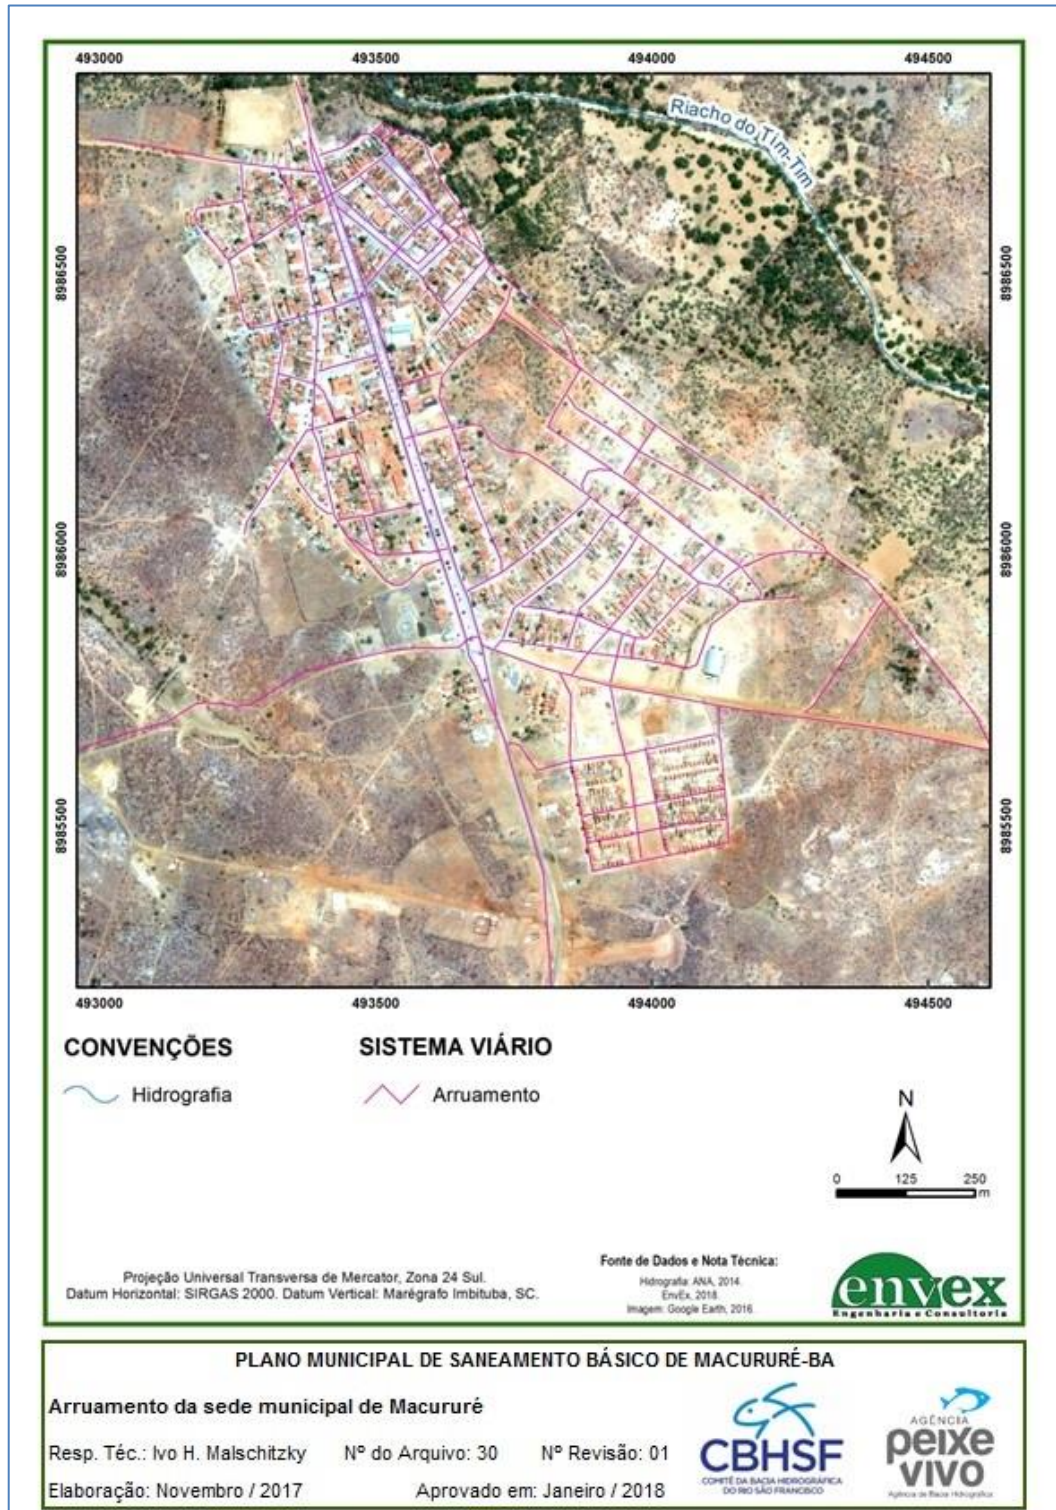 493000 493500 494000 494500
Riacho do Tim-Tim
8986500 8986500
8986000 8986000
8985500 8985500
493000 493500 494000 494500
CONVENÇÕES SISTEMA VIÁRIO
Hidrografia Arruamento
N
0 125 250
m
Fonte de Dados e Nota Técnica:
Projeção Universal Transversa de Mercator, Zona 24 Sul.
Datum Horizontal: SIRGAS 2000. Datum Vertical: Marégrafo Imbituba, SC.
Hidrografia: ANA, 2014.
EnvEx, 2018.
Imagem: Google Earth, 2016.
envex
Engenharia e Consultoria
PLANO MUNICIPAL DE SANEAMENTO BÁSICO DE MACURURÉ-BA
Arruamento da sede municipal de Macururé
Resp. Téc.: Ivo H. Malschitzky Nº do Arquivo: 30 Nº Revisão: 01
Elaboração: Novembro / 2017 Aprovado em: Janeiro / 2018
CBHSF
COMITÊ DA BACIA HIDROGRÁFICA
DO RIO SÃO FRANCISCO
AGÊNCIA
peixe
vivo
Agência de Bacia Hidrográfica